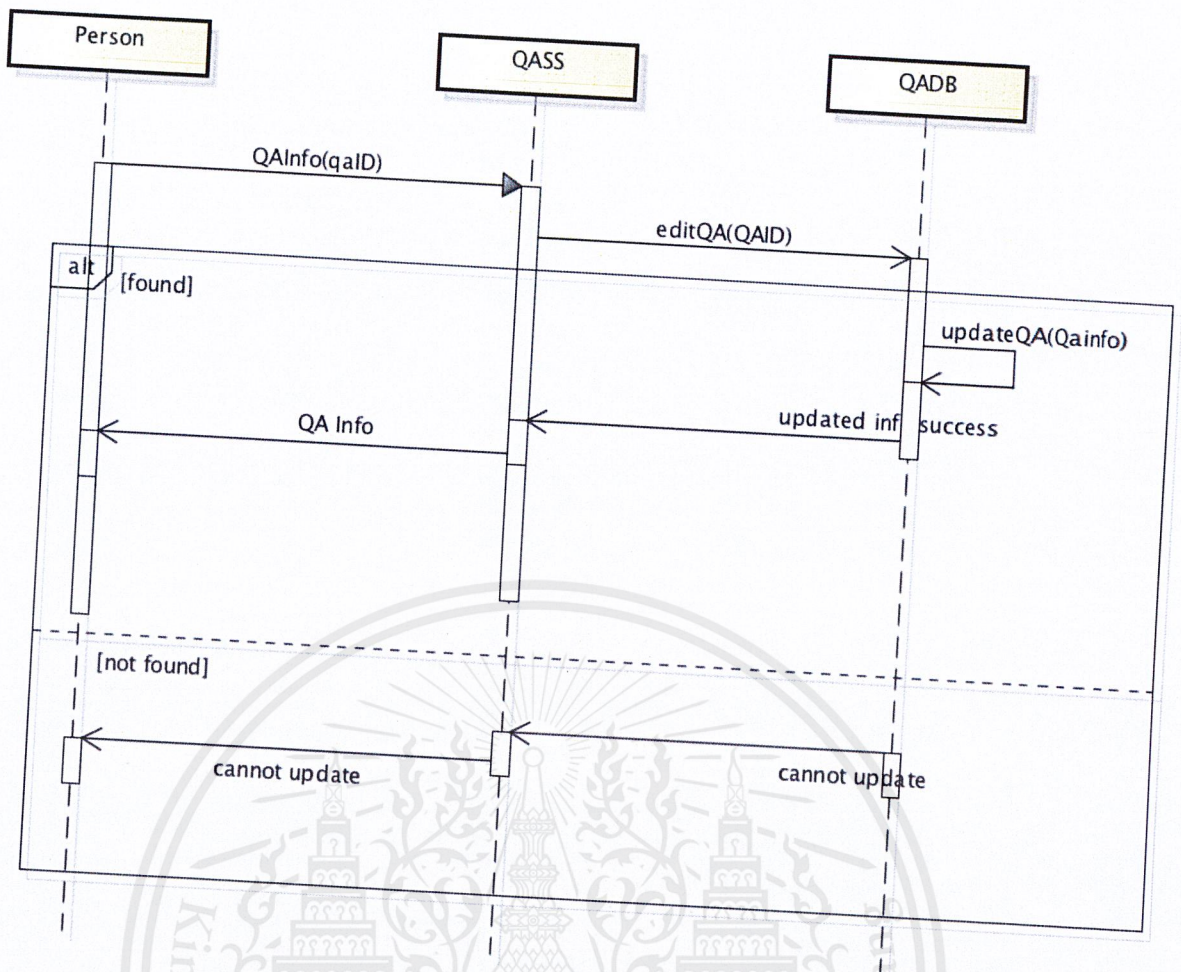 Person
QASS
QADB
QAInfo(qaID)
editQA(QAID)
alt
[found]
updateQA(Qainfo)
updated inf success
QA Info
[not found]
cannot update
cannot update
Kin